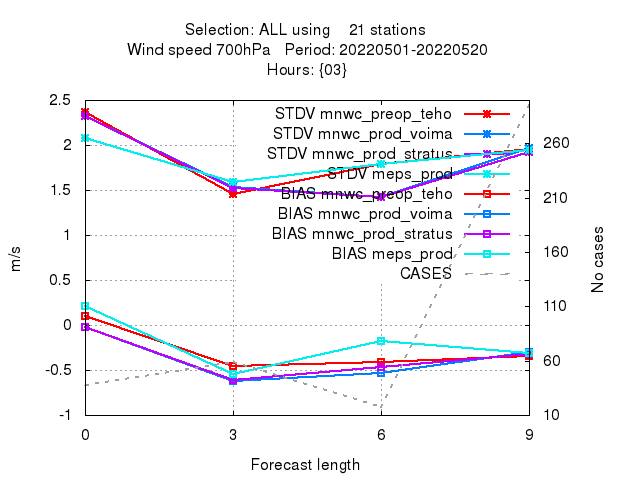 Selection: ALL using 21 stations
Wind speed 700hPa Period: 20220501-20220520
Hours: {03}
2.5
2
1.5
1
0.5
0
-0.5
-1
m/s
STDV mnwc_preop_teho
STDV mnwc_prod_voima
STDV mnwc_prod_stratus
STDV meps_prod
BIAS mnwc_preop_teho
BIAS mnwc_prod_voima
BIAS mnwc_prod_stratus
BIAS meps_prod
CASES
260
210
160
110
60
10
No cases
0 3 6 9
Forecast length